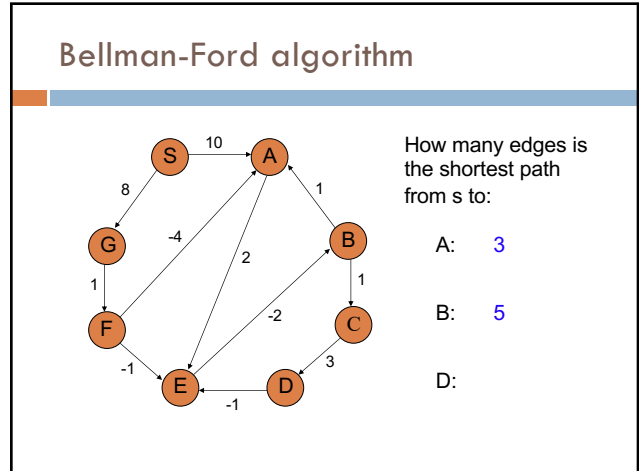 Bellman-Ford algorithm
S
10
A
8
-4
1
G
B
2
1
1
-2
F
C
-1
3
E
D
-1
How many edges is
the shortest path
from s to:
A: 3
B: 5
D: